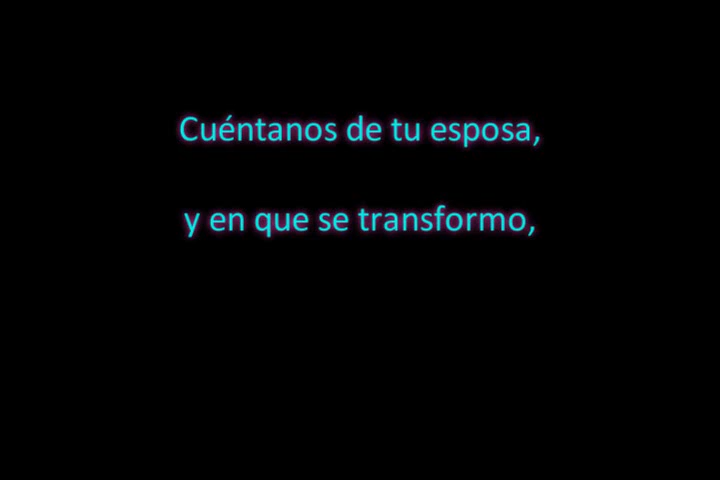 Cuéntanos de tu esposa,
y en que se transformo,